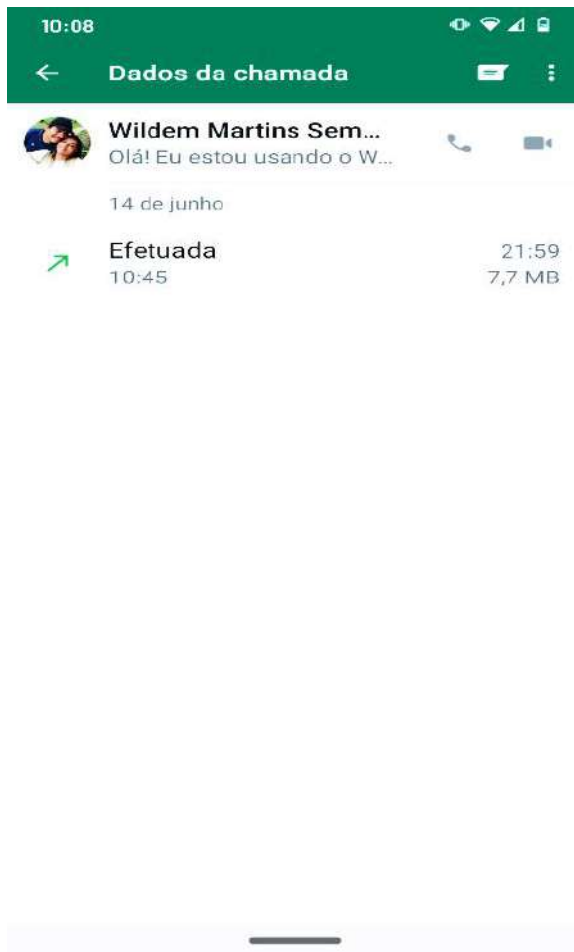 10:08
Dados da chamada
Wildem Martins Sem...
Olá! Eu estou usando o W...
14 de junho
Efetuada 21:59
10:45 7,7 MB